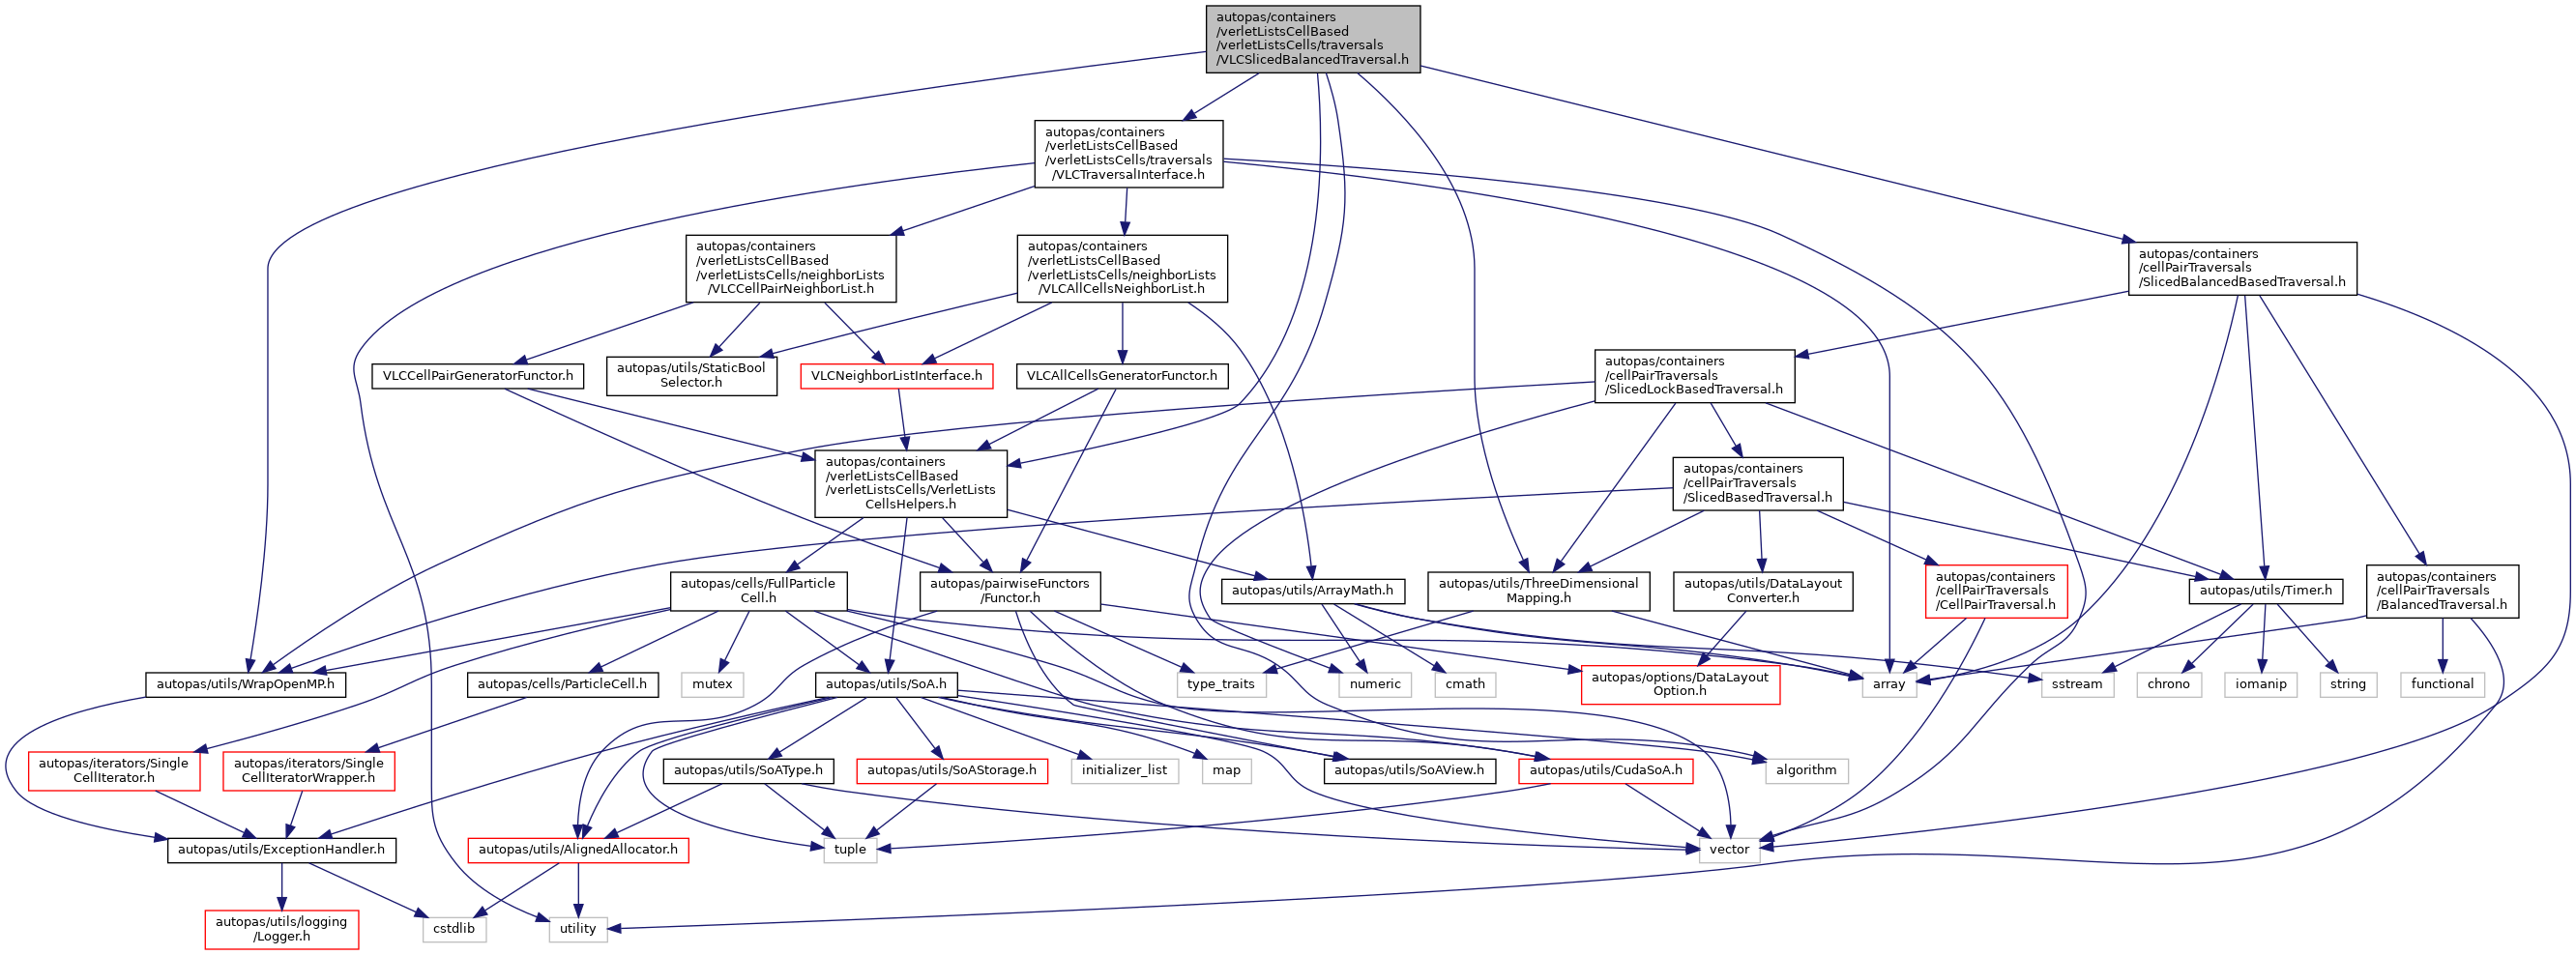 autopas/containers
/verletListsCellBased
/verletListsCells/traversals
/VLCSlicedBalancedTraversal.h
autopas/containers
/verletListsCellBased
/verletListsCells/traversals
/VLCTraversalInterface.h
autopas/containers
/verletListsCellBased
/verletListsCells/neighborLists
/VLCCellPairNeighborList.h
autopas/containers
/verletListsCellBased
/verletListsCells/neighborLists
/VLCAllCellsNeighborList.h
autopas/containers
/cellPairTraversals
/SlicedBalancedBasedTraversal.h
VLCCellPairGeneratorFunctor.h
autopas/utils/StaticBool
Selector.h
VLCNeighborListInterface.h
VLCAllCellsGeneratorFunctor.h
autopas/containers
/cellPairTraversals
/SlicedLockBasedTraversal.h
autopas/containers
/verletListsCellBased
/verletListsCells/VerletLists
CellsHelpers.h
autopas/containers
/cellPairTraversals
/SlicedBasedTraversal.h
autopas/cells/FullParticle
Cell.h
autopas/pairwiseFunctors
/Functor.h
autopas/utils/ArrayMath.h
autopas/utils/ThreeDimensional
Mapping.h
autopas/utils/DataLayout
Converter.h
autopas/containers
/cellPairTraversals
/CellPairTraversal.h
autopas/utils/Timer.h
autopas/containers
/cellPairTraversals
/BalancedTraversal.h
autopas/utils/WrapOpenMP.h
autopas/cells/ParticleCell.h
mutex
autopas/utils/SoA.h
type_traits
numeric
cmath
autopas/options/DataLayout
Option.h
array
sstream
chrono
iomanip
string
functional
autopas/iterators/Single
CellIterator.h
autopas/iterators/Single
CellIteratorWrapper.h
autopas/utils/SoAType.h
autopas/utils/SoAStorage.h
initializer_list
map
autopas/utils/SoAView.h
autopas/utils/CudaSoA.h
algorithm
autopas/utils/ExceptionHandler.h
autopas/utils/AlignedAllocator.h
tuple
vector
autopas/utils/logging
/Logger.h
cstdlib
utility